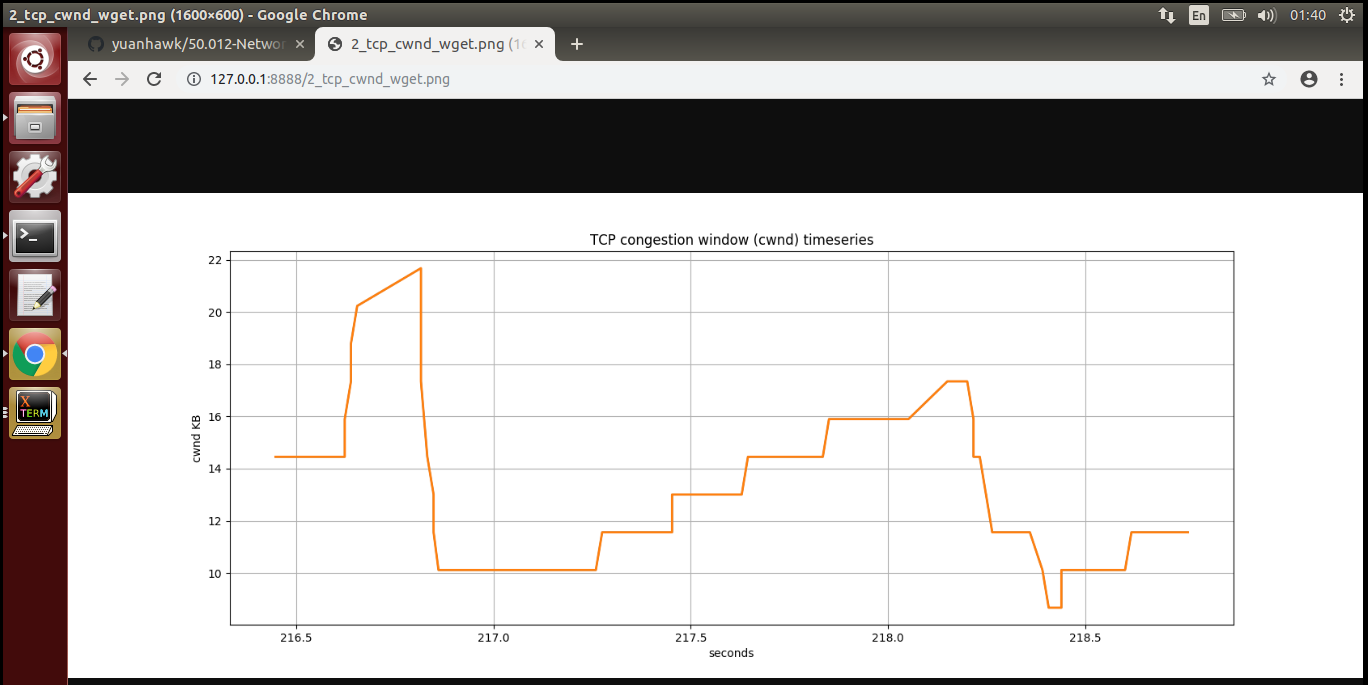 2_tcp_cwnd_wget.png (1600×600) - Google Chrome
En
01:40
yuanhawk/50.012-Networ
2_tcp_cwnd_wget.png (1
127.0.0.1:8888/2_tcp_cwnd_wget.png
TCP congestion window (cwnd) timeseries
22
20
18
16
14
12
10
cwnd KB
216.5
217.0
217.5
218.0
218.5
seconds
>_
X
TERM